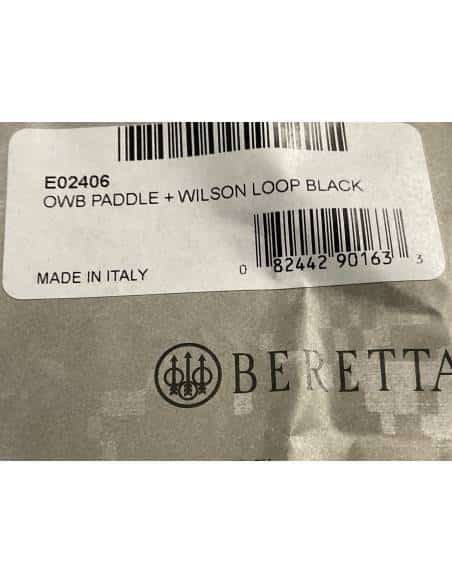 E02406
OWB PADDLE + WILSON LOOP BLACK
0 82442 90163 3
MADE IN ITALY
BERETTA